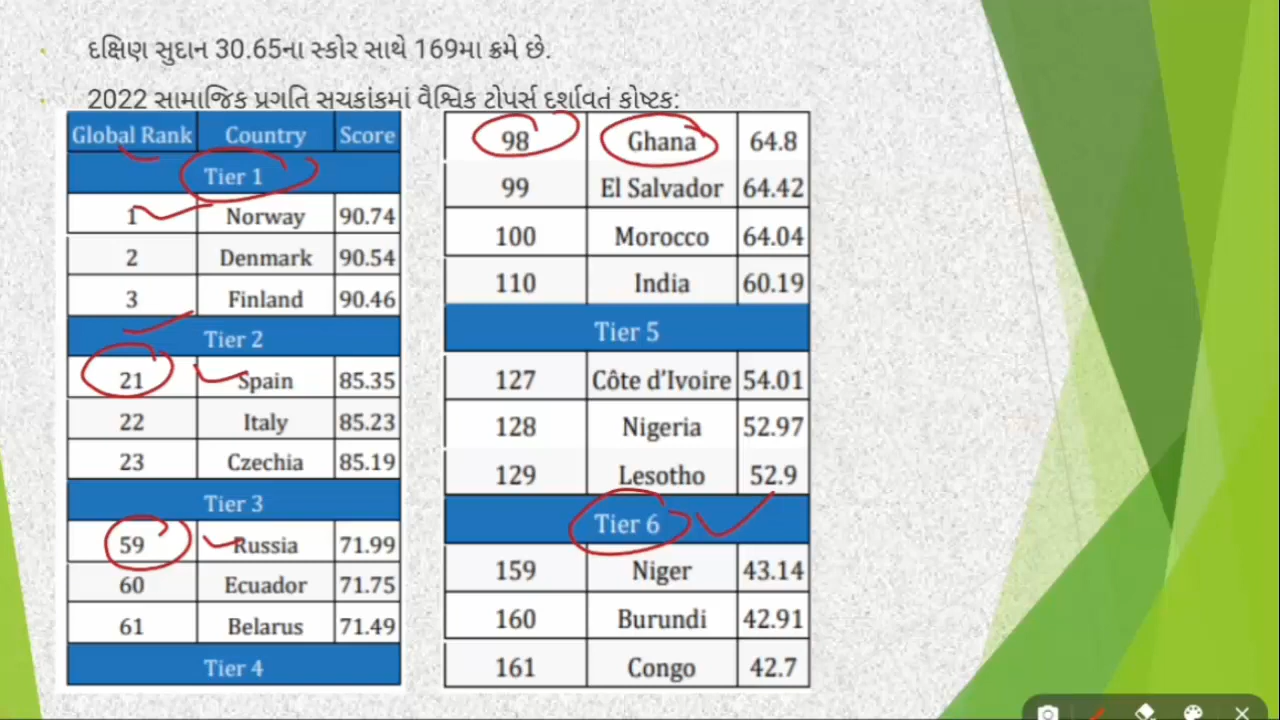 દક્ષિણ સુદાન 30.65ના સ્કોર સાથે 169મા ક્રમે છે.
2022 સામાજિક પ્રગતિ સચકાંકમાં વૈશ્વિક ટોપર્સ દર્શાવતં કોષ્ટક:
Global Rank Country Score
Tier 1
1 Norway 90.74
2 Denmark 90.54
3 Finland 90.46
Tier 2
21 Spain 85.35
22 Italy 85.23
23 Czechia 85.19
Tier 3
59 Russia 71.99
60 Ecuador 71.75
61 Belarus 71.49
Tier 4
98 Ghana 64.8
99 El Salvador 64.42
100 Morocco 64.04
110 India 60.19
Tier 5
127 Côte d'Ivoire 54.01
128 Nigeria 52.97
129 Lesotho 52.9
Tier 6
159 Niger 43.14
160 Burundi 42.91
161 Congo 42.7